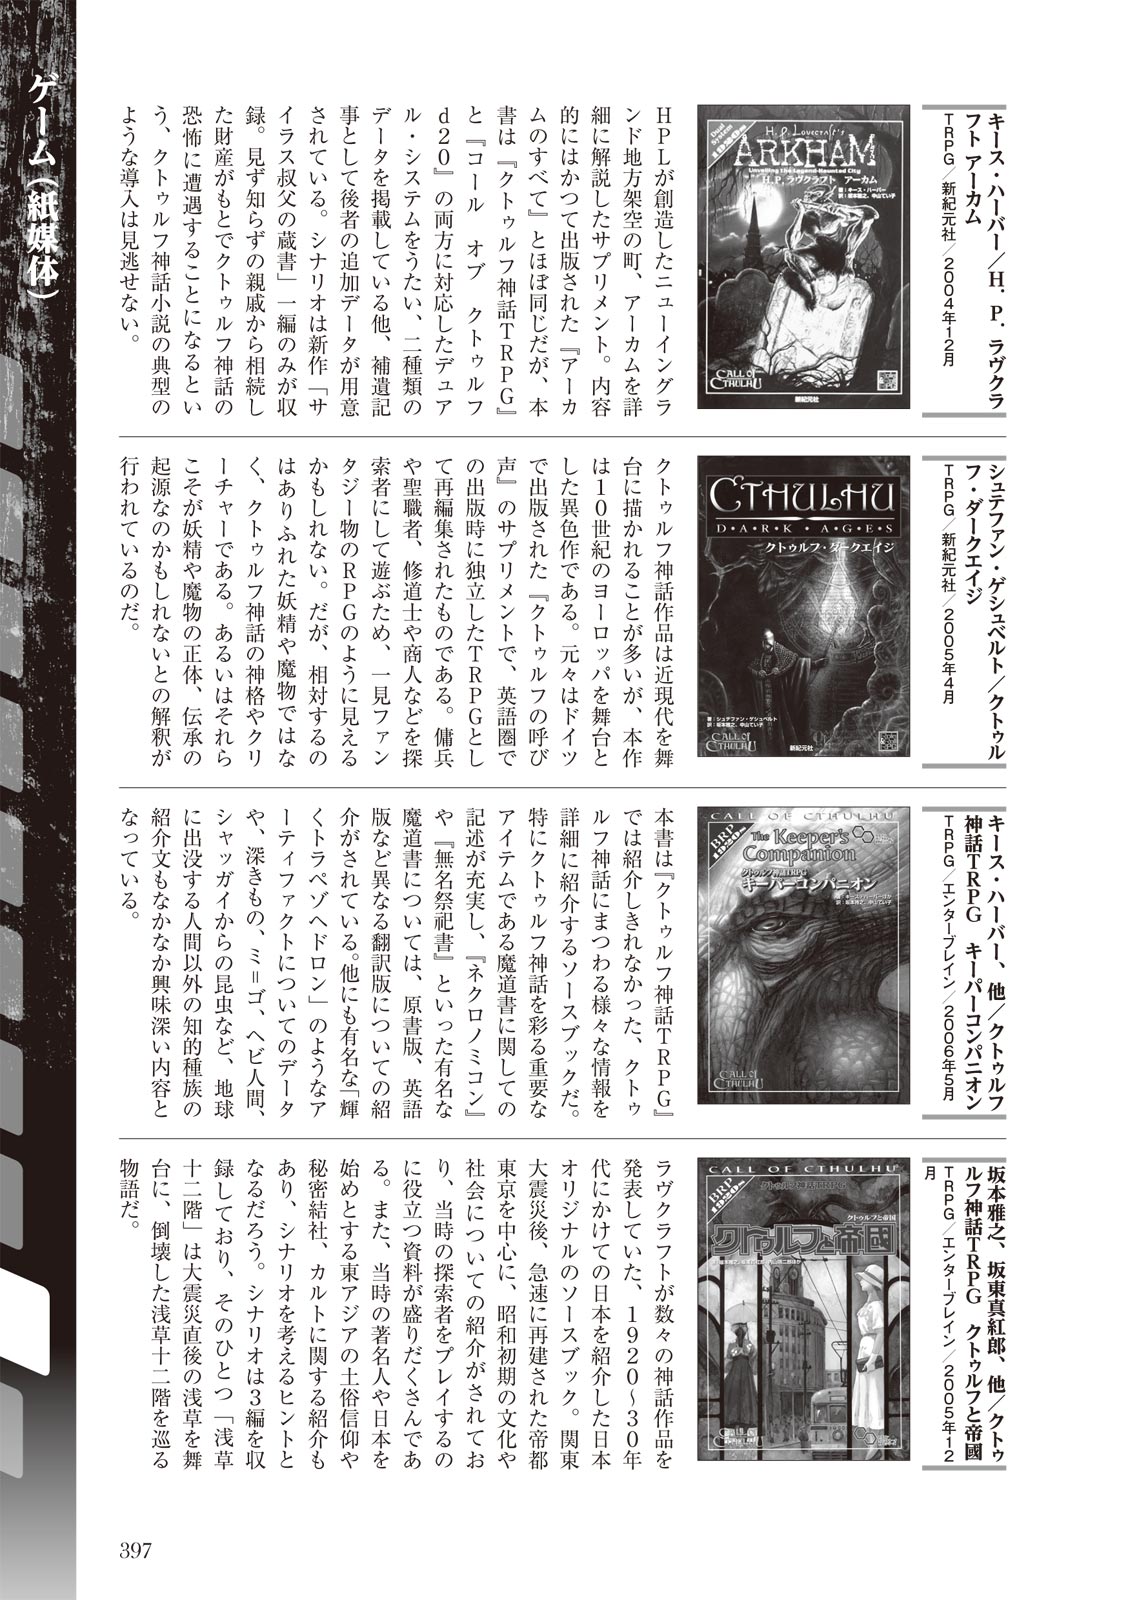 ゲーム(紙媒体)
キース・ハーバー/H.P.ラヴクラ
フト アーカム
TRPG/新紀元社/2004年12月
Dual System
H.P. Lovecraft's
ARKHAM
Unveiling the Legend-Haunted City
H.P.ラヴクラフト アーカム
著:キース・ハーバー
訳:坂本雅之、中山てい子
CALL OF
CTHULHU
新紀元社
HPLが創造したニューイングラ
ンド地方架空の町、アーカムを詳
細に解説したサプリメント。内容
的にはかつて出版された『アーカ
ムのすべて』とほぼ同じだが、本
書は『クトゥルフ神話TRPG』
と『コール オブ クトゥルフ
d20』の両方に対応したデュア
ル・システムをうたい、二種類の
データを掲載している他、補遺記
事として後者の追加データが用意
されている。シナリオは新作「サ
イラス叔父の蔵書」一編のみが収
録。見ず知らずの親戚から相続し
た財産がもとでクトゥルフ神話の
恐怖に遭遇することになるとい
う、クトゥルフ神話小説の典型の
ような導入は見逃せない。
シュテファン・ゲシュベルト/クトゥル
フ・ダークエイジ
TRPG/新紀元社/2005年4月
CTHULHU
DARK・AGES
クトゥルフ・ダークエイジ
著:シュテファン・ゲシュベルト
訳:坂本雅之、中山てい子
CALL OF
CTHULHU
新紀元社
クトゥルフ神話作品は近現代を舞
台に描かれることが多いが、本作
は10世紀のヨーロッパを舞台と
した異色作である。元々はドイツ
で出版された『クトゥルフの呼び
声』のサプリメントで、英語圏で
の出版時に独立したTRPGとし
て再編集されたものである。傭兵
や聖職者、修道士や商人などを探
索者にして遊ぶため、一見ファン
タジー物のRPGのように見える
かもしれない。だが、相対するの
はありふれた妖精や魔物ではな
く、クトゥルフ神話の神格やクリ
ーチャーである。あるいはそれら
こそが妖精や魔物の正体、伝承の
起源なのかもしれないとの解釈が
行われているのだ。
キース・ハーバー、他/クトゥルフ
神話TRPG キーパーコンパニオン
TRPG/エンターブレイン/2006年5月
CALL OF CTHULHU
BRP
The Keeper's
Companion
クトゥルフ神話TRPG
キーパーコンパニオン
著:キース・ハーバーほか
訳:坂本雅之、中山てい子
CALL OF
CTHULHU
本書は『クトゥルフ神話TRPG』
では紹介しきれなかった、クトゥ
ルフ神話にまつわる様々な情報を
詳細に紹介するソースブックだ。
特にクトゥルフ神話を彩る重要な
アイテムである魔道書に関しての
記述が充実し、『ネクロノミコン』
や『無名祭祀書』といった有名な
魔道書については、原書版、英語
版など異なる翻訳版についての紹
介がされている。他にも有名な「輝
くトラペゾヘドロン」のようなア
ーティファクトについてのデータ
や、深きもの、ミ=ゴ、ヘビ人間、
シャッガイからの昆虫など、地球
に出没する人間以外の知的種族の
紹介文もなかなか興味深い内容と
なっている。
坂本雅之、坂東真紅郎、他/クトゥ
ルフ神話TRPG クトゥルフと帝國
TRPG/エンターブレイン/2005年12
月
CALL OF CTHULHU
BRP
クトゥルフ神話TRPG
クトゥルフと帝国
クトゥルフと帝國
ラヴクラフトが数々の神話作品を
発表していた、1920~30年
代にかけての日本を紹介した日本
オリジナルのソースブック。関東
大震災後、急速に再建された帝都
東京を中心に、昭和初期の文化や
社会についての紹介がされてお
り、当時の探索者をプレイするの
に役立つ資料が盛りだくさんであ
る。また、当時の著名人や日本を
始めとする東アジアの土俗信仰や
秘密結社、カルトに関する紹介も
あり、シナリオを考えるヒントと
なるだろう。シナリオは3編を収
録しており、そのひとつ「浅草
十二階」は大震災直後の浅草を舞
台に、倒壊した浅草十二階を巡る
物語だ。
397